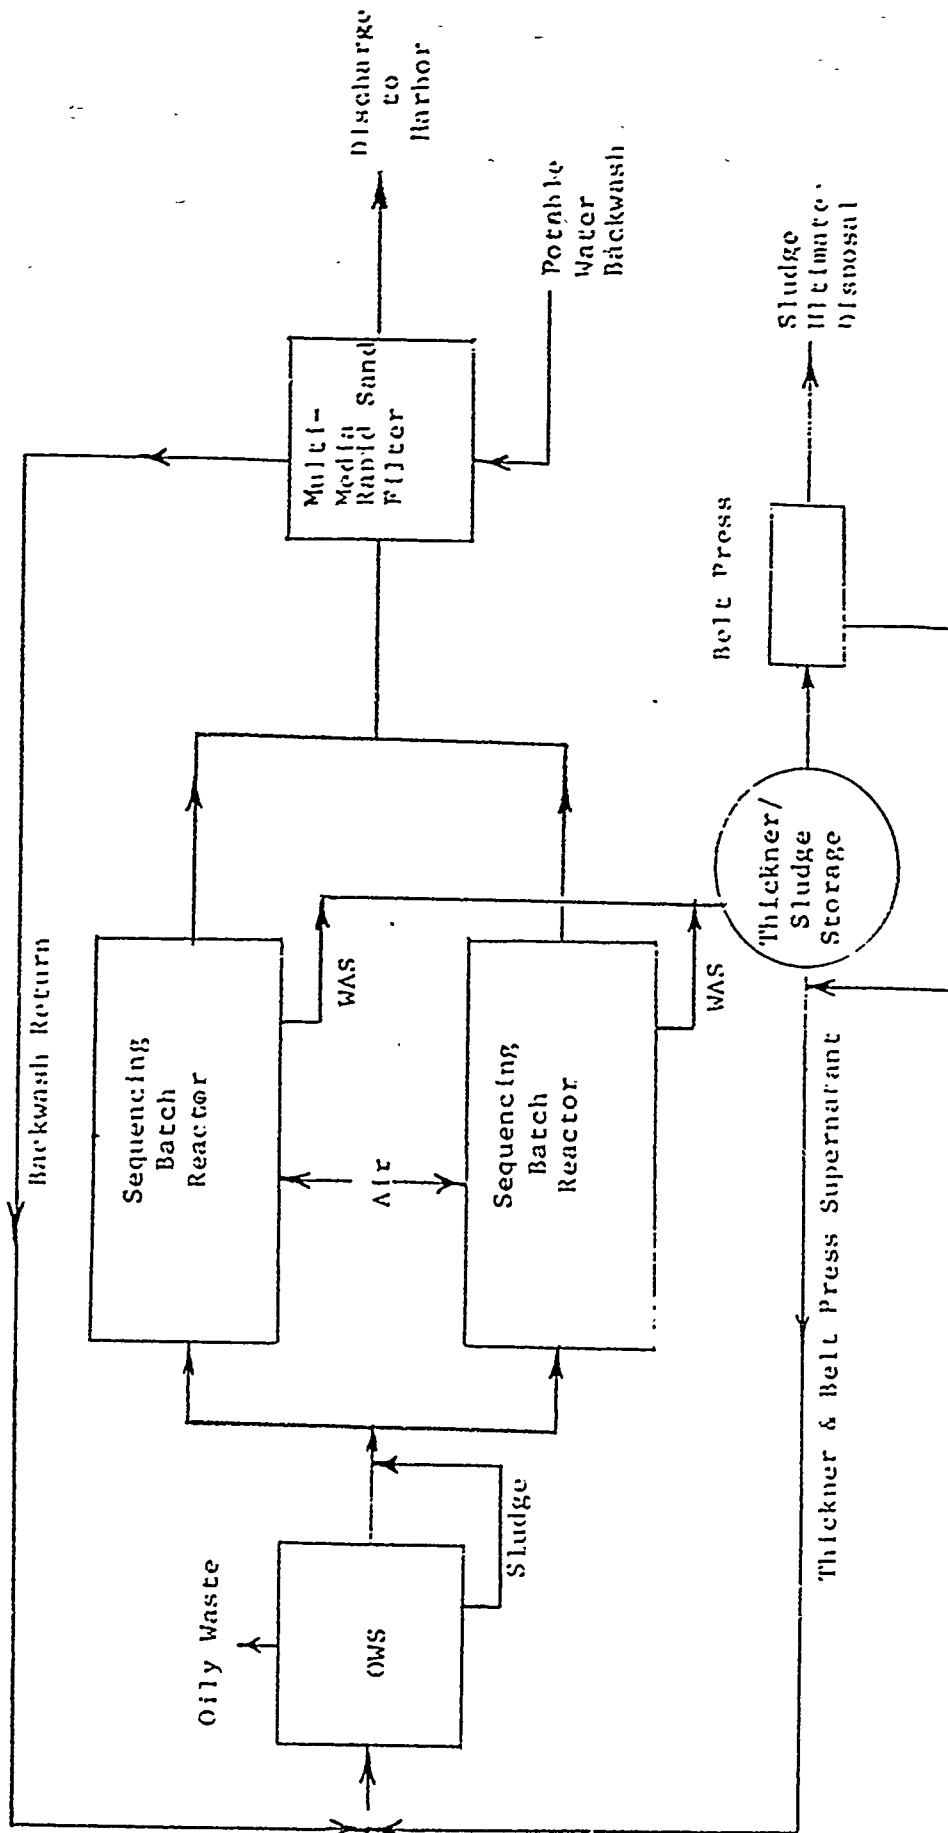 Backwash Return
Oily Waste
OWS
Sludge
Sequencing
Batch
Reactor
WAS
Air
Sequencing
Batch
Reactor
WAS
Multi-
Media
Rapid Sand
Filter
Discharge
to
Harbor
Potable
Water
Backwash
Thickner/
Sludge
Storage
Belt Press
Sludge
Ultimate
Disposal
Thickner & Belt Press Supernatant